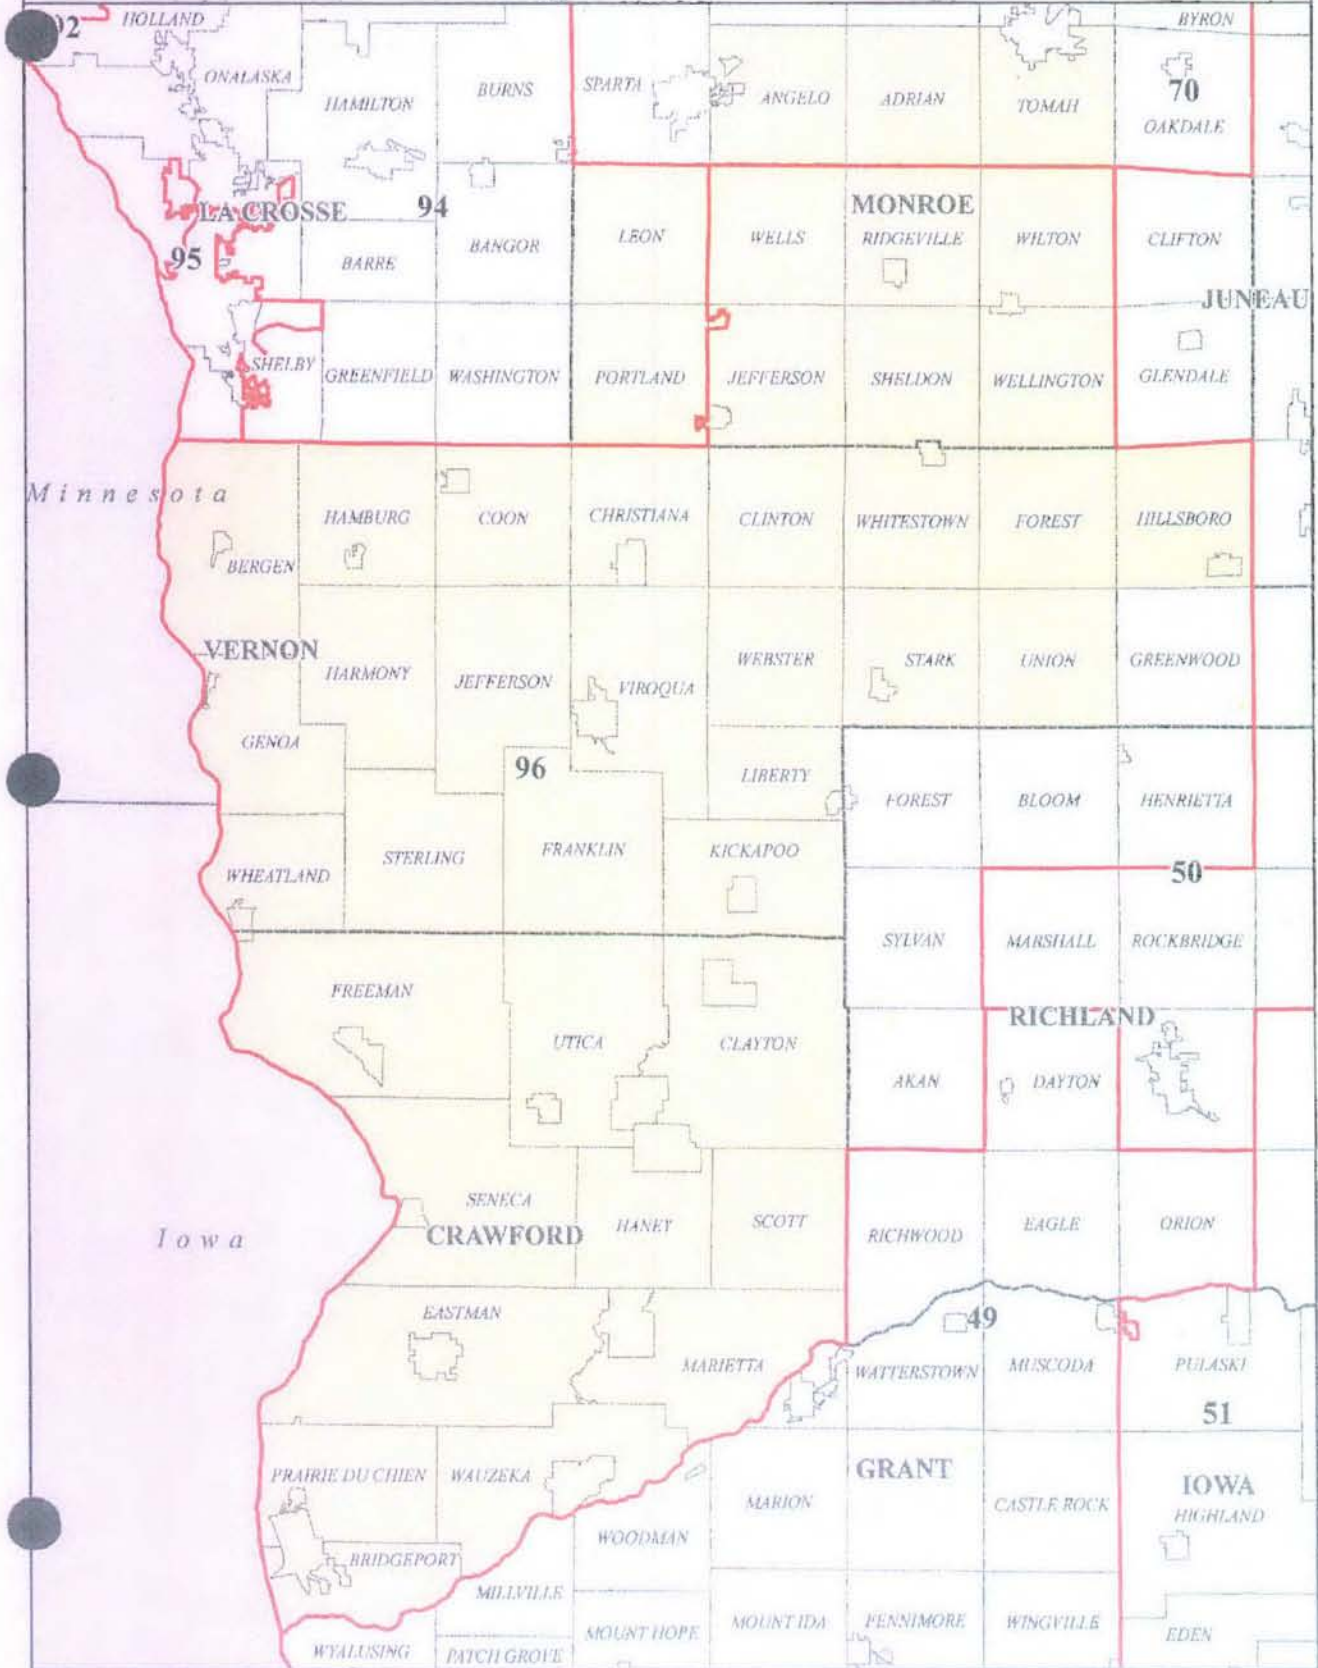 92
HOLLAND
BYRON
ONALASKA
HAMILTON
BURNS
SPARTA
ANGELO
ADRIAN
TOMAH
70
OAKDALE
LA CROSSE
94
MONROE
95
BARRE
BANGOR
LEON
WELLS
RIDGEVILLE
WILTON
CLIFTON
JUNEAU
SHELBY
GREENFIELD
WASHINGTON
PORTLAND
JEFFERSON
SHELDON
WELLINGTON
GLENDALE
Minnesota
HAMBURG
COON
CHRISTIANA
CLINTON
WHITESTOWN
FOREST
HILLSBORO
BERGEN
VERNON
HARMONY
JEFFERSON
VIROQUA
WEBSTER
STARK
UNION
GREENWOOD
GENOA
96
LIBERTY
FOREST
BLOOM
HENRIETTA
WHEATLAND
STERLING
FRANKLIN
KICKAPOO
50
SYLVAN
MARSHALL
ROCKBRIDGE
FREEMAN
RICHLAND
UTICA
CLAYTON
AKAN
DAYTON
Iowa
SENECA
CRAWFORD
HANEY
SCOTT
RICHWOOD
EAGLE
ORION
EASTMAN
49
MARIETTA
WATTERSTOWN
MUSCODA
PULASKI
51
PRAIRIE DU CHIEN
WAUZEKA
GRANT
MARION
CASTLE ROCK
IOWA
HIGHLAND
WOODMAN
BRIDGEPORT
MILLVILLE
MOUNT HOPE
MOUNT IDA
FENNIMORE
WINGVILLE
EDEN
WYALUSING
PATCH GROVE